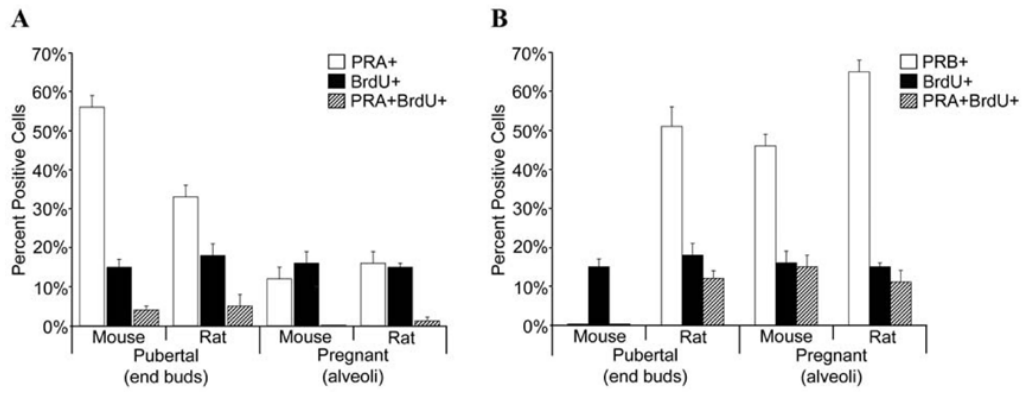 A
Percent Positive Cells
70%
60%
50%
40%
30%
20%
10%
0%
PRA+
BrdU+
PRA+BrdU+
Mouse Rat Mouse Rat
Pubertal Pregnant
(end buds) (alveoli)
B
Percent Positive Cells
70%
60%
50%
40%
30%
20%
10%
0%
PRB+
BrdU+
PRA+BrdU+
Mouse Rat Mouse Rat
Pubertal Pregnant
(end buds) (alveoli)